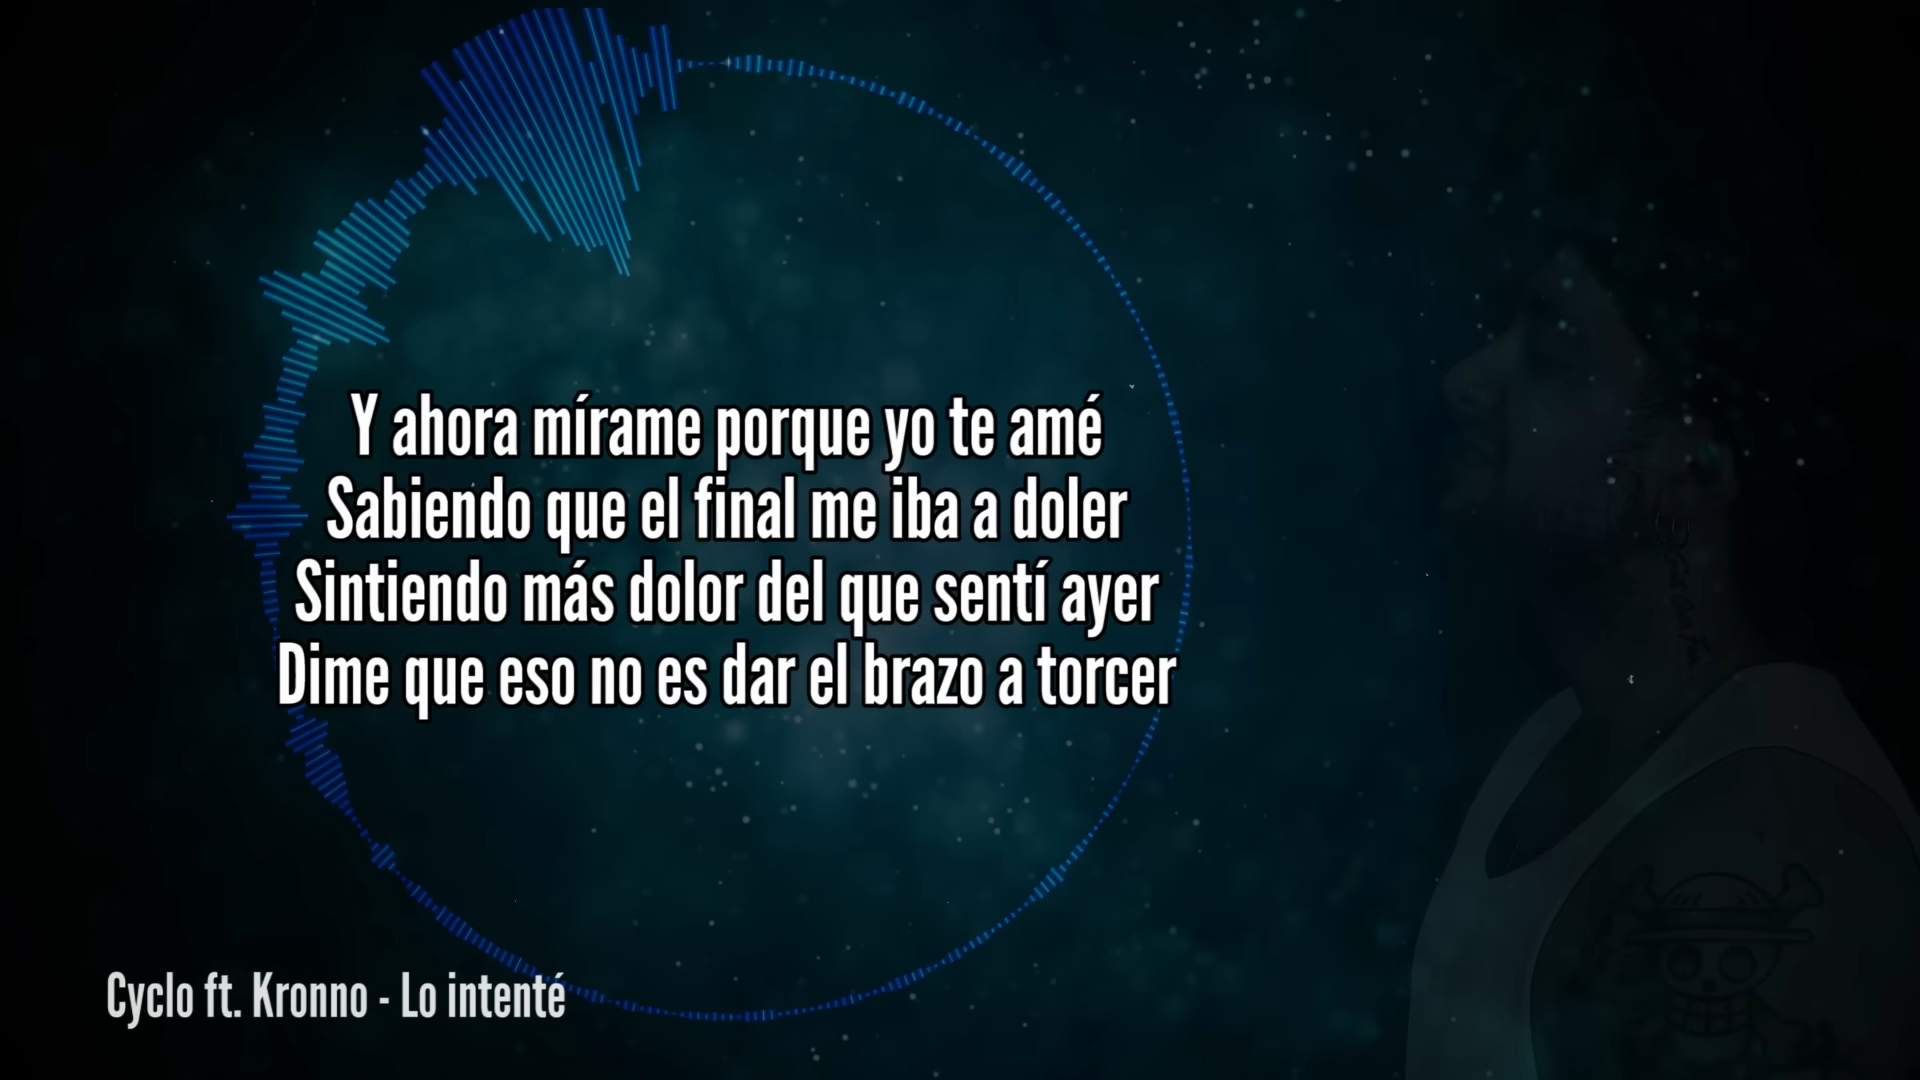 Y ahora mírame porque yo te amé
Sabiendo que el final me iba a doler
Sintiendo más dolor del que sentí ayer
Dime que eso no es dar el brazo a torcer
Cyclo ft. Kronno - Lo intenté